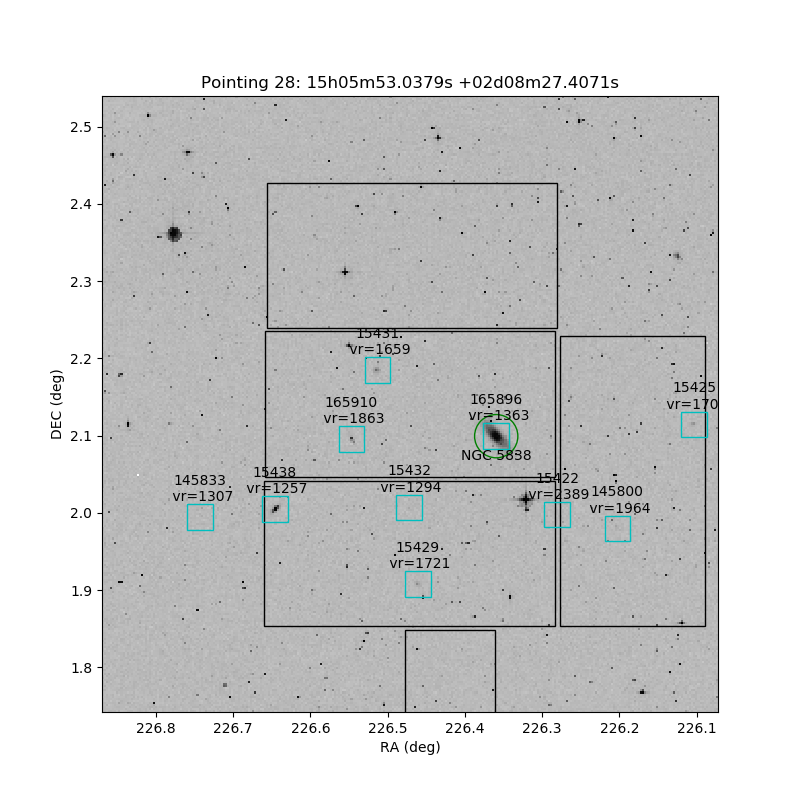 Pointing 28: 15h05m53.0379s +02d08m27.4071s
2.5
2.4
2.3
2.2
2.1
2.0
1.9
1.8
DEC (deg)
15431
vr=1659
165910
vr=1863
165896
vr=1363
NGC 5838
15425
vr=170
145833
vr=1307
15438
vr=1257
15432
vr=1294
15422
vr=2389
145800
vr=1964
15429
vr=1721
226.8
226.7
226.6
226.5
226.4
226.3
226.2
226.1
RA (deg)